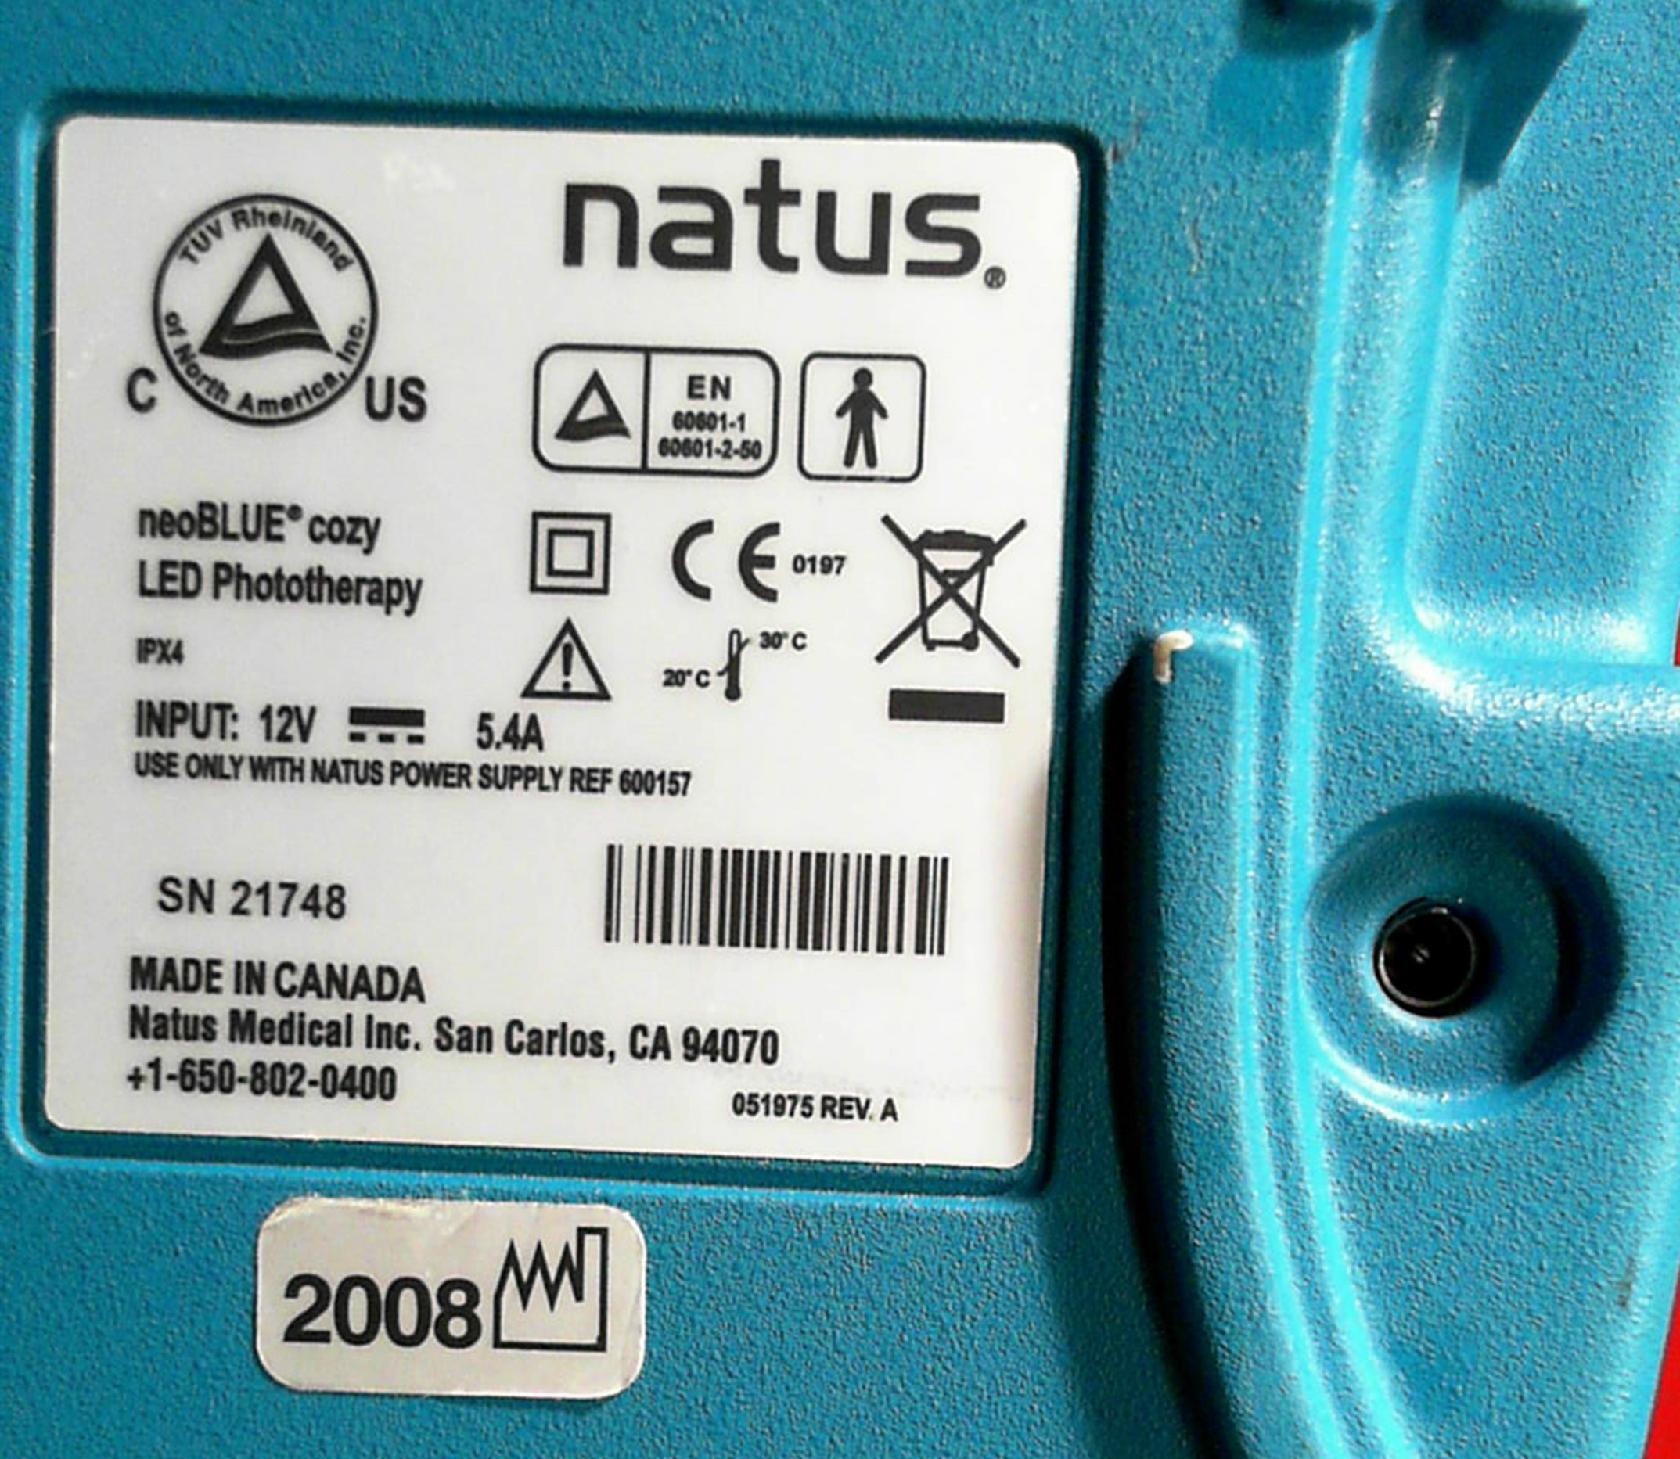 natus®
TUV Rheinland
of North America, Inc.
C US
EN
60601-1
60601-2-50
neoBLUE® cozy
LED Phototherapy
CE 0197
IPX4
20°C 30°C
INPUT: 12V 5.4A
USE ONLY WITH NATUS POWER SUPPLY REF 600157
SN 21748
MADE IN CANADA
Natus Medical Inc. San Carlos, CA 94070
+1-650-802-0400
051975 REV. A
2008